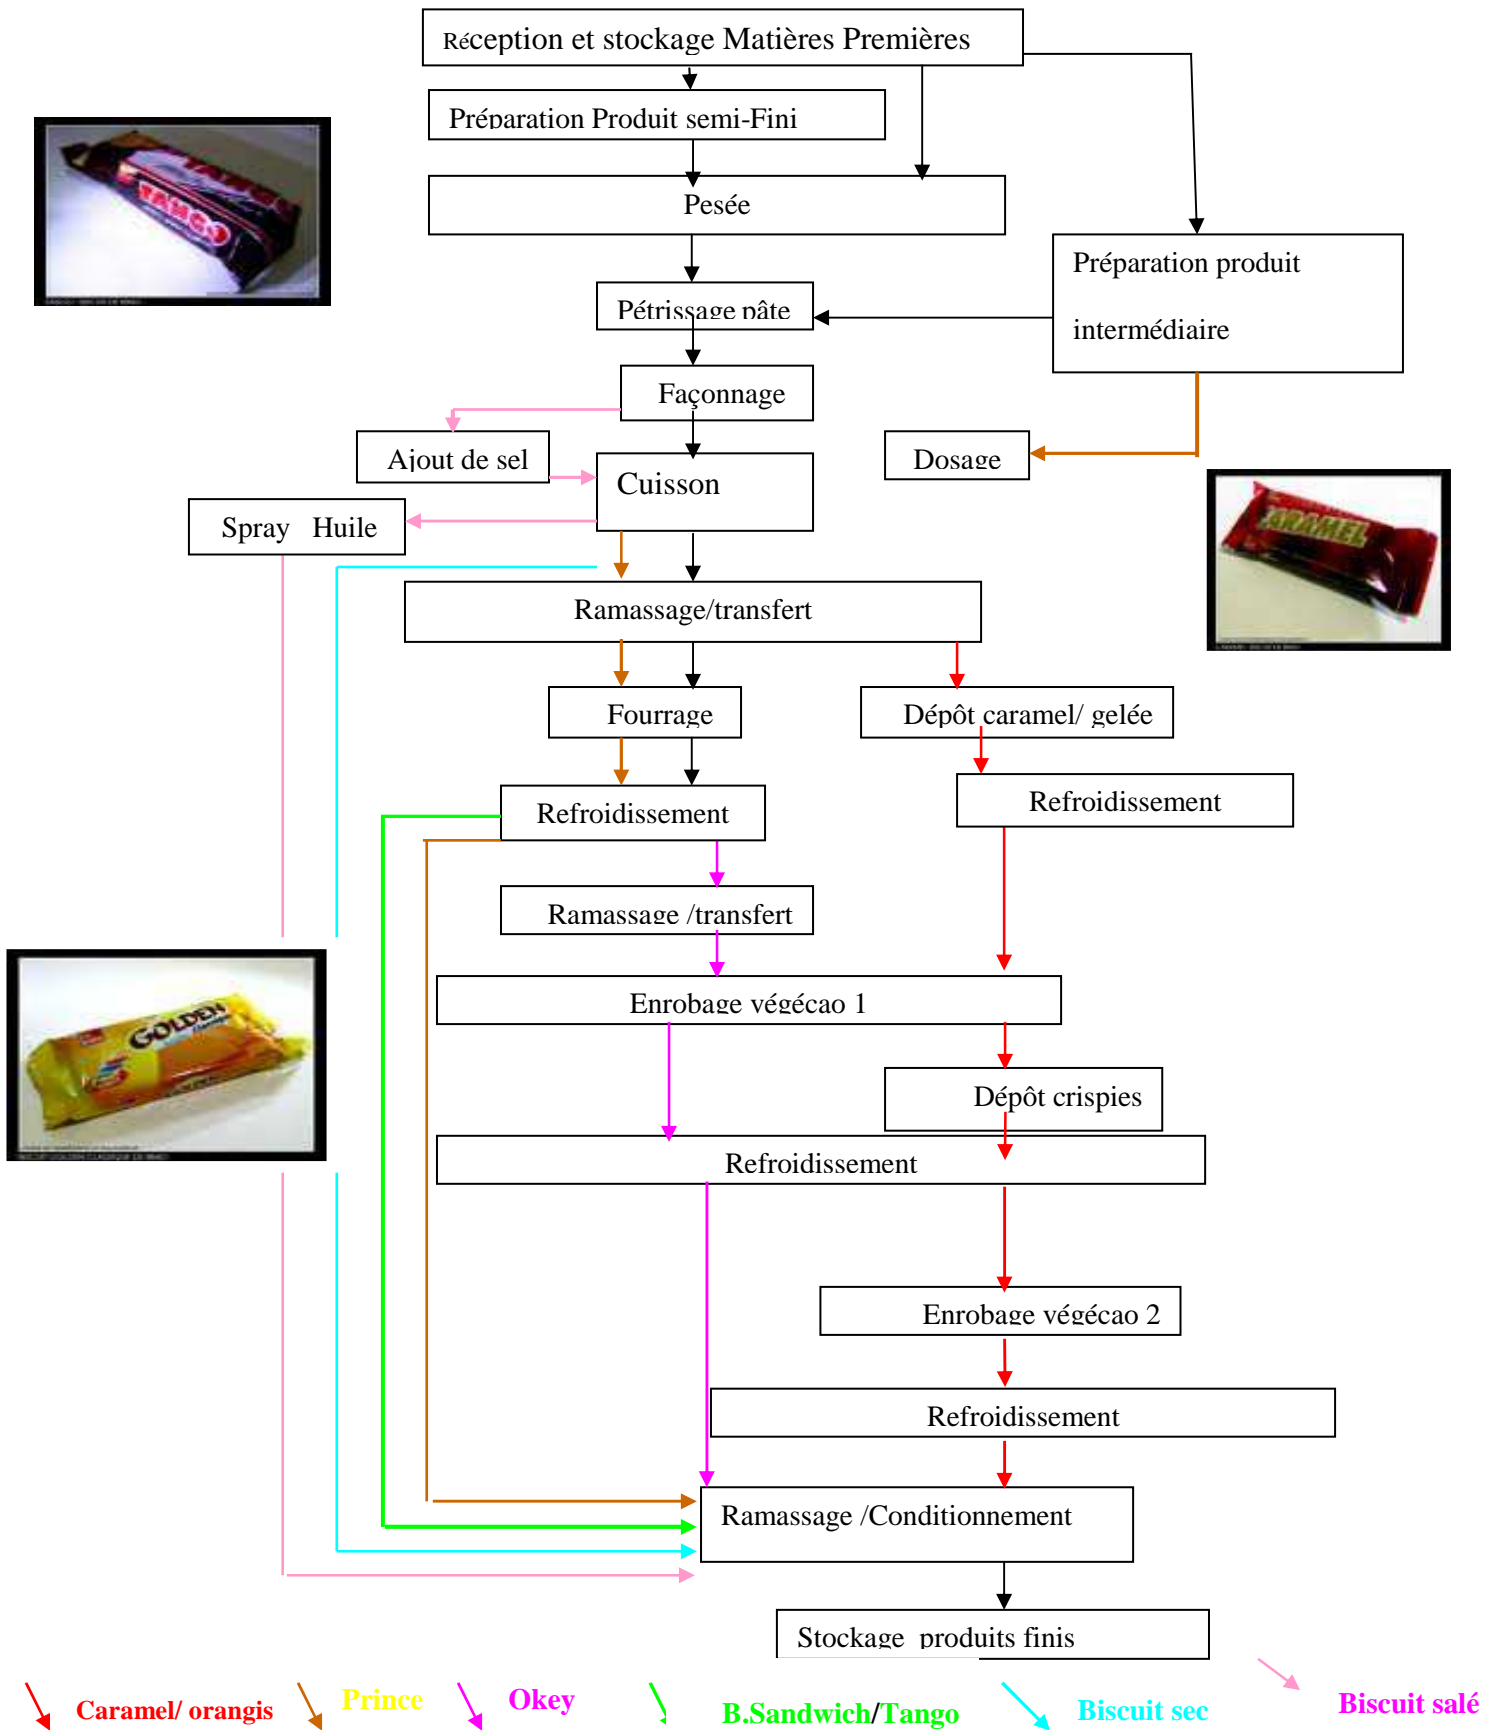 Réception et stockage Matières Premières
Préparation Produit semi-Fini
TANGO
Pesée
Préparation produit
intermédiaire
Pétrissage pâte
Façonnage
Ajout de sel
Dosage
Cuisson
Spray Huile
ARAMEL
Ramassage/transfert
Fourrage
Dépôt caramel/ gelée
Refroidissement
Refroidissement
Ramassage /transfert
Enrobage végécao 1
GOLDEN
Dépôt crispies
Refroidissement
Enrobage végécao 2
Refroidissement
Ramassage /Conditionnement
Stockage produits finis
Caramel/ orangis
Prince
Okey
B.Sandwich/Tango
Biscuit sec
Biscuit salé